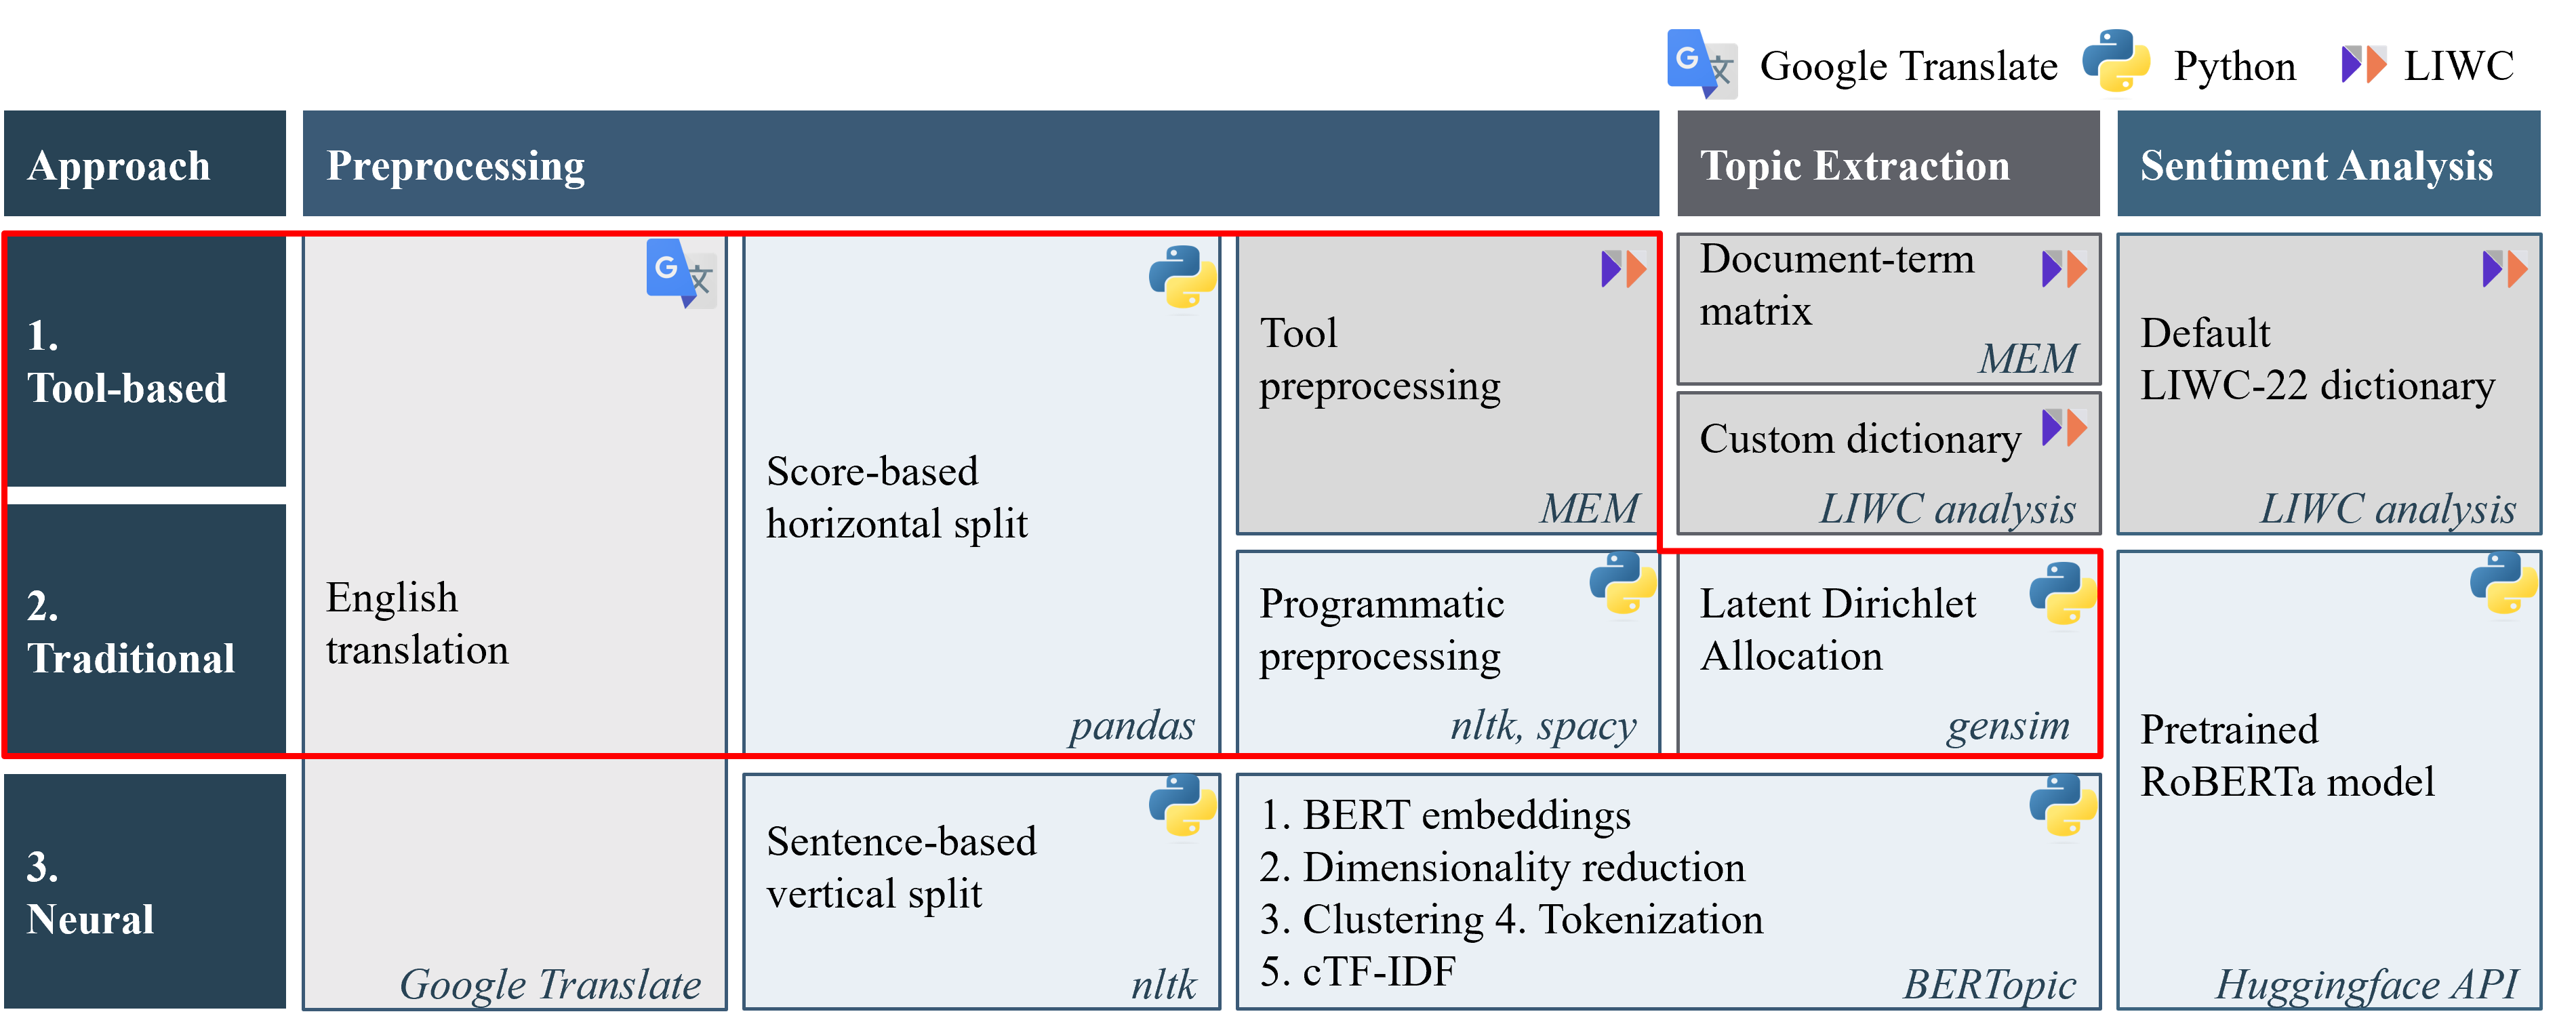 Google Translate
Python
LIWC
Approach
Preprocessing
Topic Extraction
Sentiment Analysis
1.
Tool-based
2.
Traditional
3.
Neural
English
translation
Google Translate
Score-based
horizontal split
pandas
Sentence-based
vertical split
nltk
Tool
preprocessing
MEM
Programmatic
preprocessing
nltk, spacy
Document-term
matrix
MEM
Custom dictionary
LIWC analysis
Latent Dirichlet
Allocation
gensim
1. BERT embeddings
2. Dimensionality reduction
3. Clustering 4. Tokenization
5. cTF-IDF
BERTopic
Default
LIWC-22 dictionary
LIWC analysis
Pretrained
RoBERTa model
Huggingface API